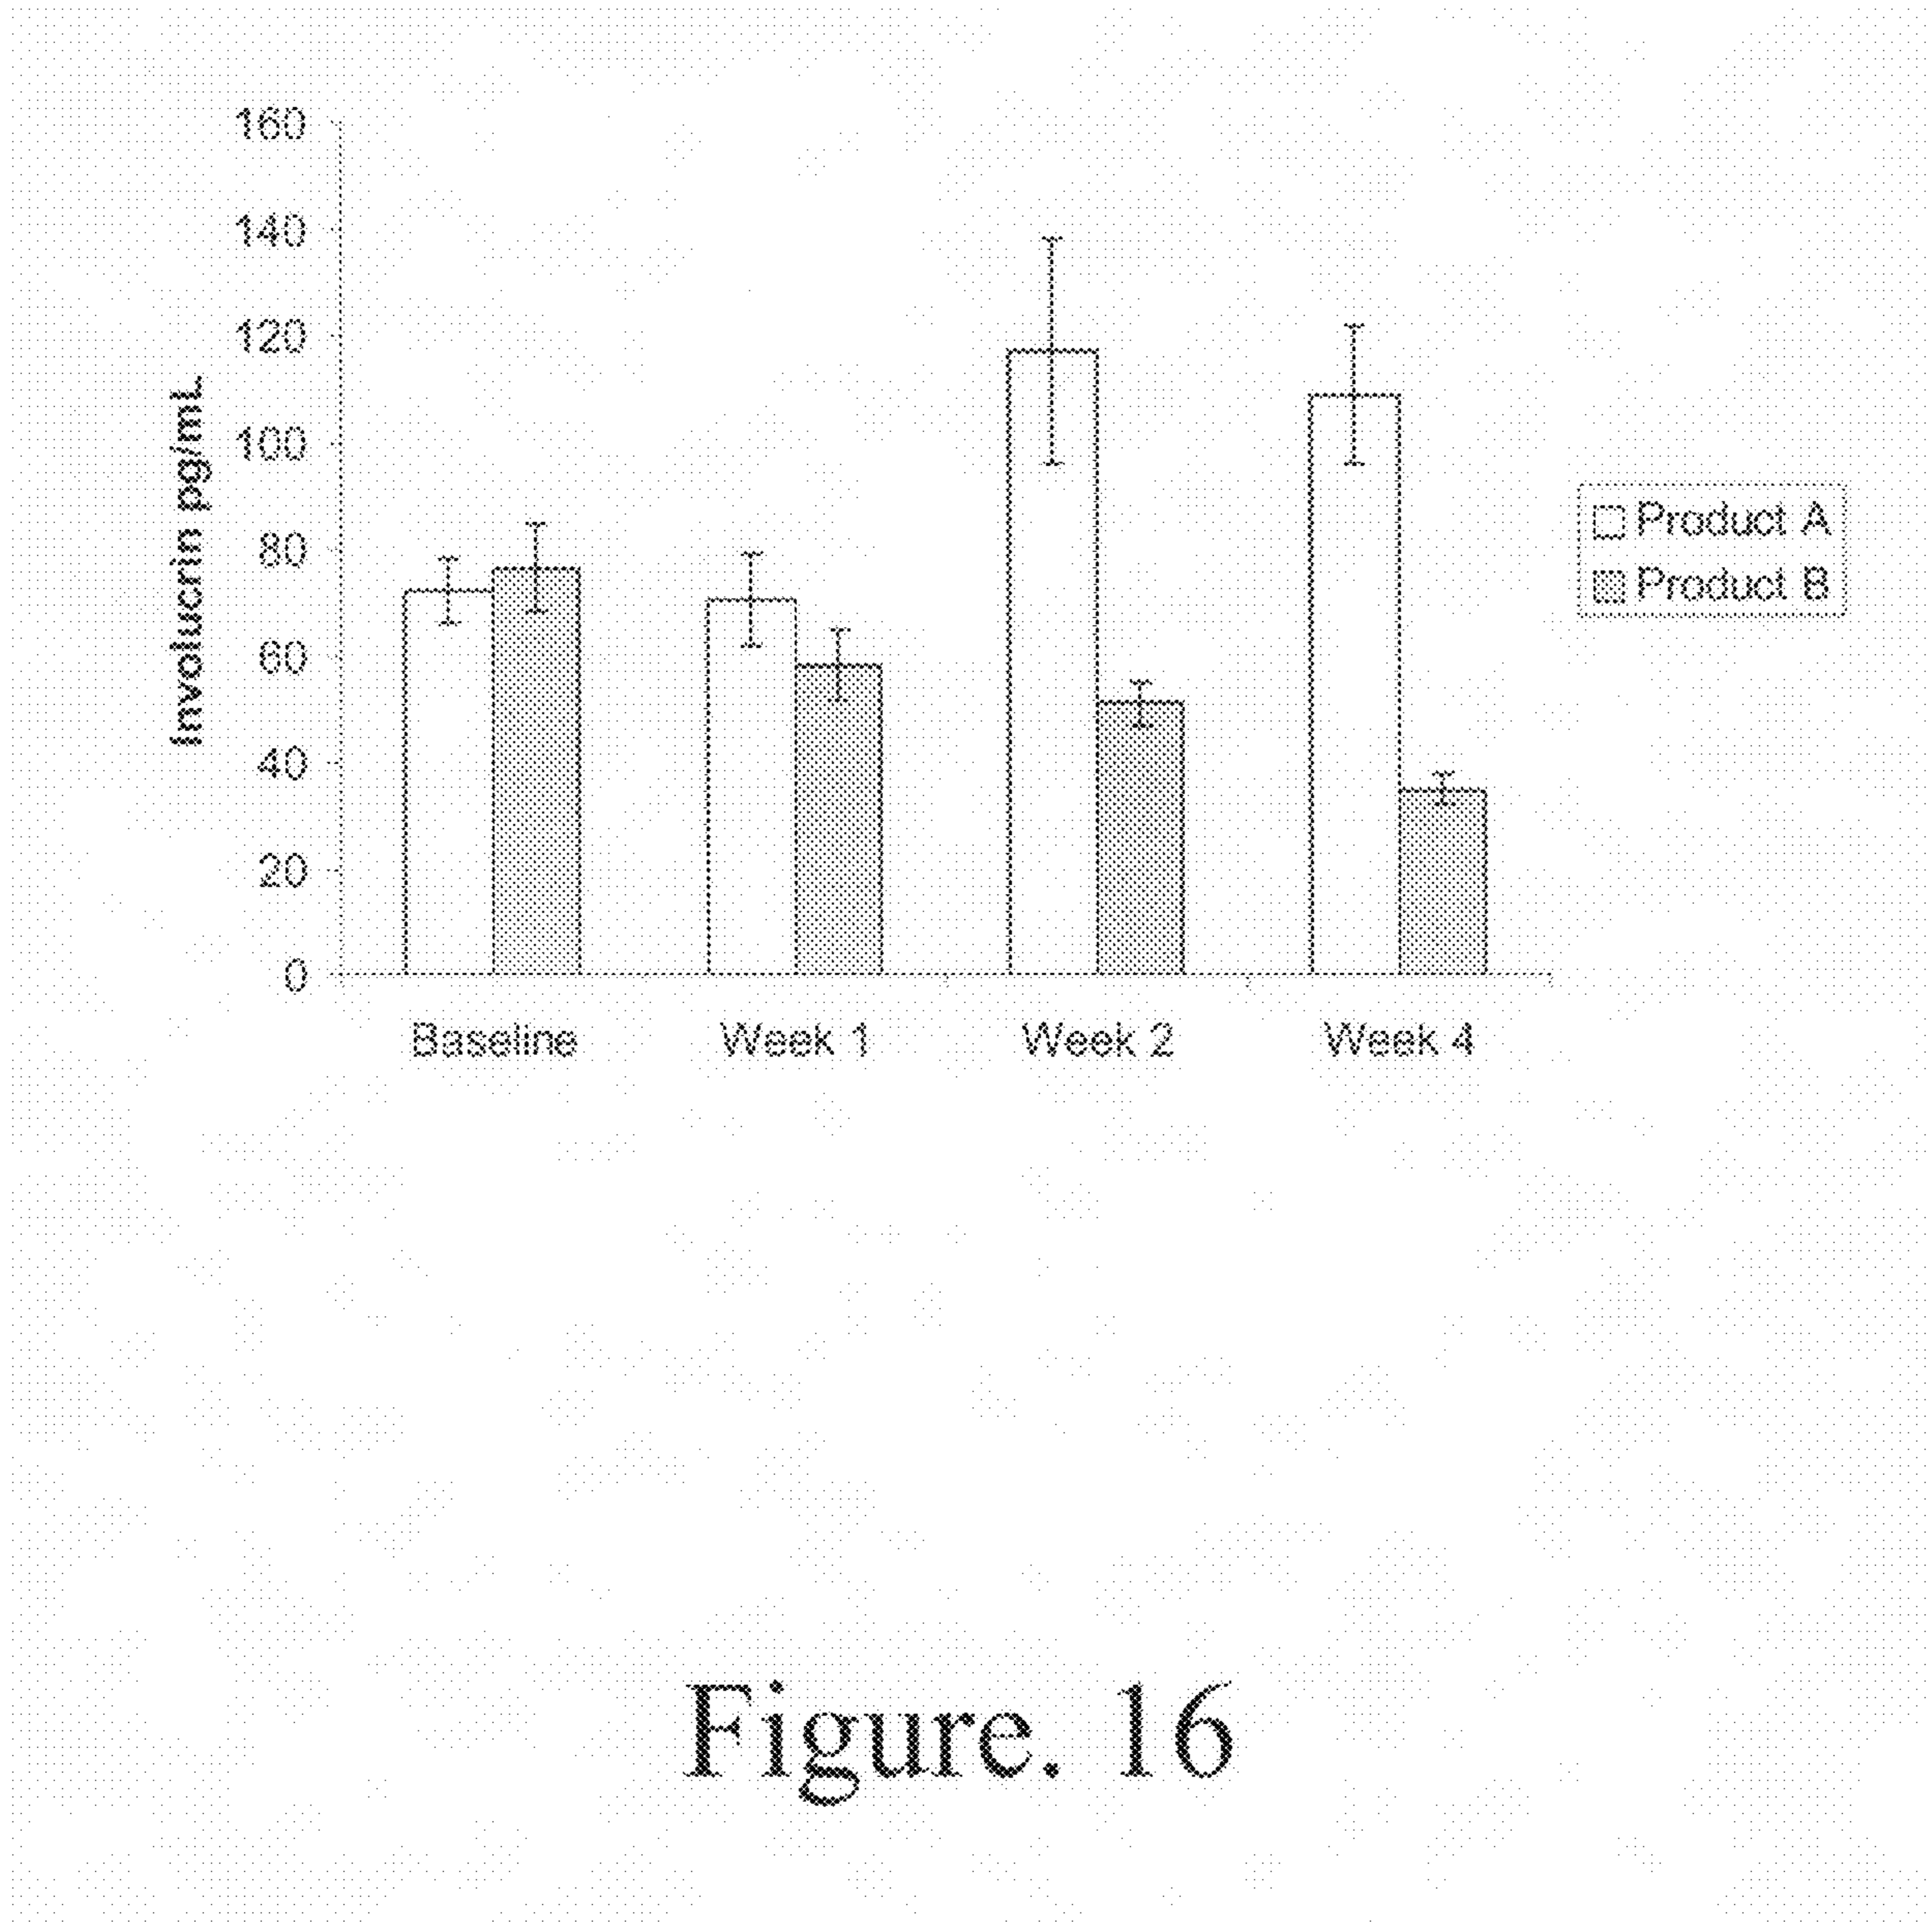 160
140
120
100
80
60
40
20
0
Involucrin pg/mL
Baseline Week 1 Week 2 Week 4
Product A
Product B
Figure. 16